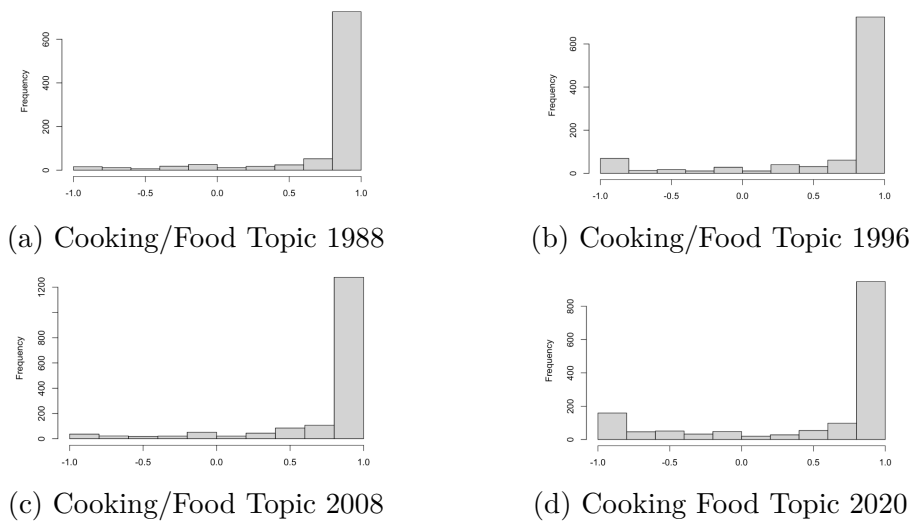 Frequency
0 200 400 600
-1.0 -0.5 0.0 0.5 1.0
(a) Cooking/Food Topic 1988
Frequency
0 200 400 600
-1.0 -0.5 0.0 0.5 1.0
(b) Cooking/Food Topic 1996
Frequency
0 200 400 600 800 1200
-1.0 -0.5 0.0 0.5 1.0
(c) Cooking/Food Topic 2008
Frequency
0 200 400 600 800
-1.0 -0.5 0.0 0.5 1.0
(d) Cooking Food Topic 2020